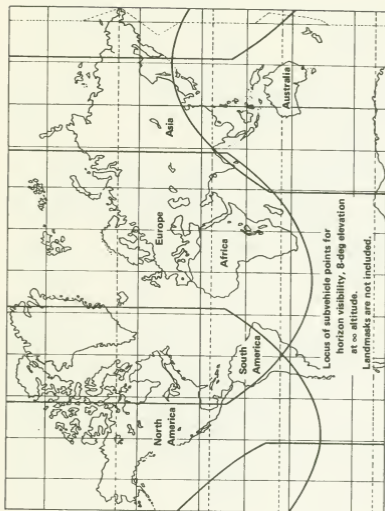 North
America
South
America
Europe
Africa
Asia
Australia
Locus of subvehicle points for
horizon visibility, 8-deg elevation
at ∞ altitude.
Landmasks are not included.